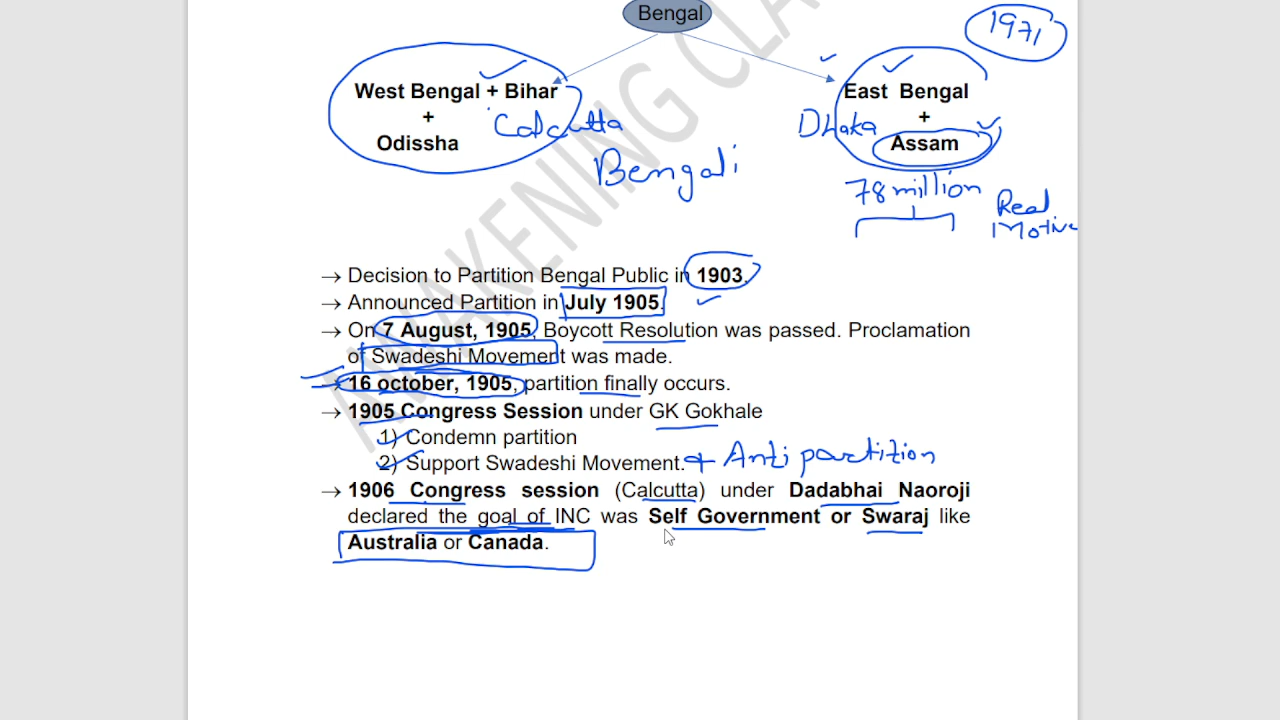 Bengal
1971
West Bengal + Bihar
+
Odissha
Calcutta
Bengali
East Bengal
+
Assam
Dhaka
78 million
Real
Motive
AWAKENING CLA
→ Decision to Partition Bengal Public in 1903.
→ Announced Partition in July 1905.
→ On 7 August, 1905, Boycott Resolution was passed. Proclamation
of Swadeshi Movement was made.
→ 16 october, 1905, partition finally occurs.
→ 1905 Congress Session under GK Gokhale
1) Condemn partition
2) Support Swadeshi Movement. + Anti partition
→ 1906 Congress session (Calcutta) under Dadabhai Naoroji
declared the goal of INC was Self Government or Swaraj like
Australia or Canada.